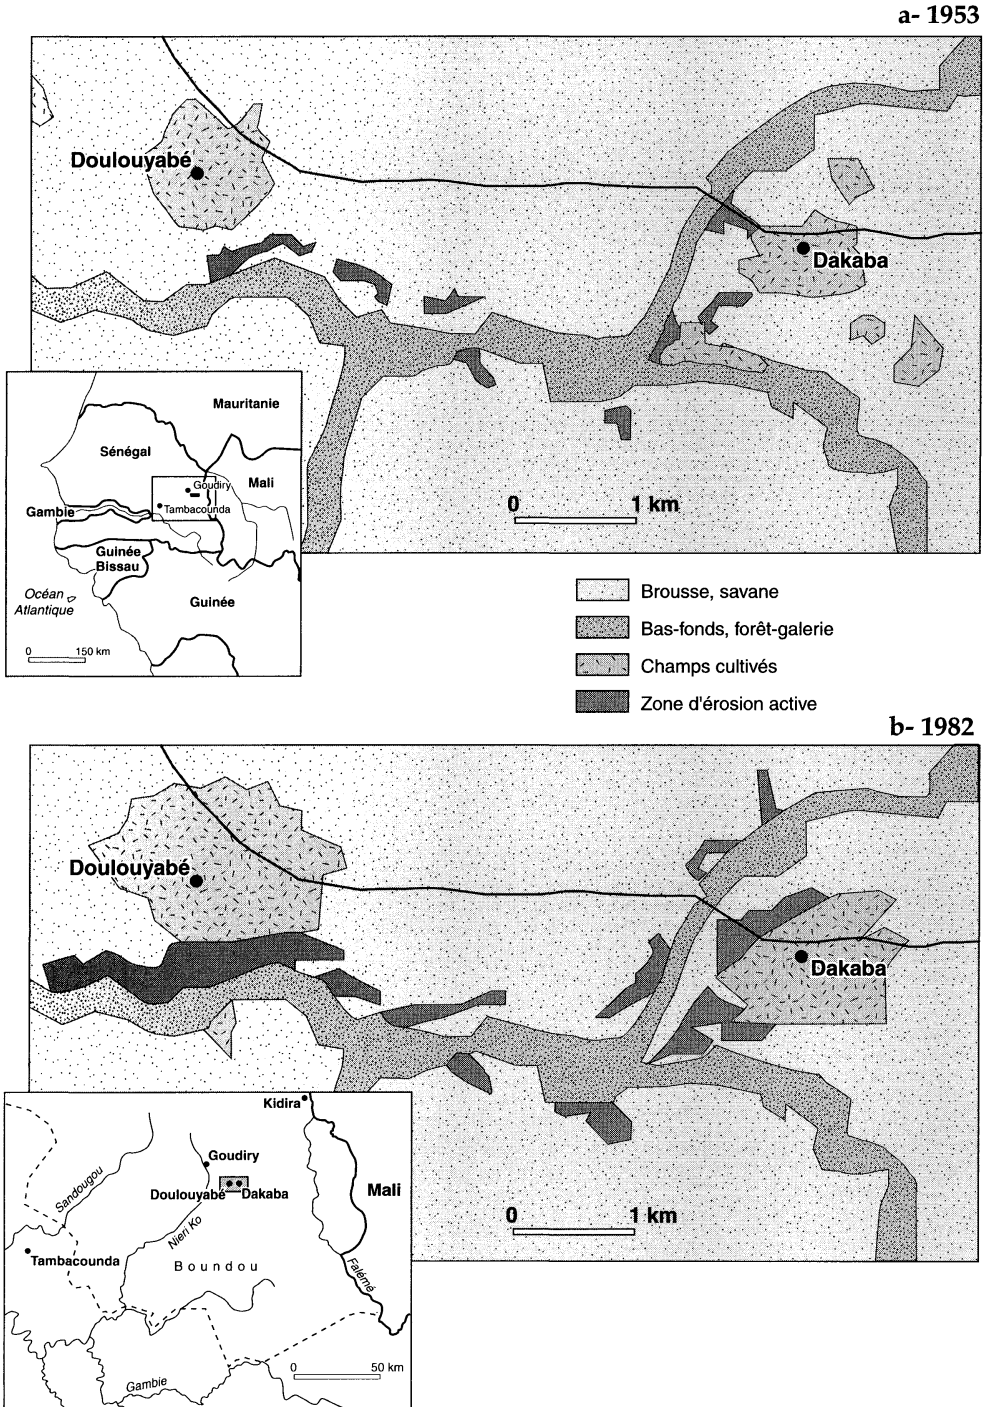 a- 1953
Doulouyabé
Dakaba
0 1 km
Mauritanie
Sénégal
Goudiry
Mali
Tambacounda
Gambie
Guinée
Bissau
Océan
Atlantique
Guinée
0 150 km
Brousse, savane
Bas-fonds, forêt-galerie
Champs cultivés
Zone d'érosion active
b- 1982
Doulouyabé
Dakaba
0 1 km
Kidira
Goudiry
Sandougou
Doulouyabé Dakaba
Mali
Nieri Ko
Tambacounda
Boundou
Falémé
0 50 km
Gambie